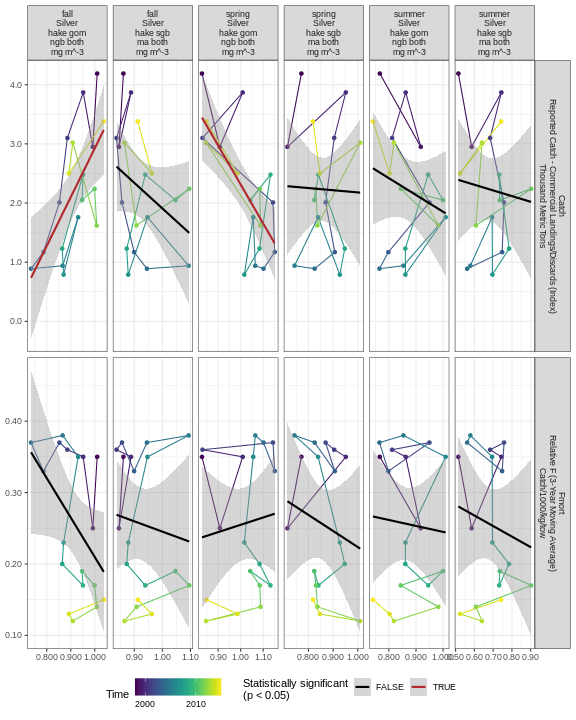 fall
Silver
hake gom
ngb both
mg m^-3
fall
Silver
hake sgb
ma both
mg m^-3
spring
Silver
hake gom
ngb both
mg m^-3
spring
Silver
hake sgb
ma both
mg m^-3
summer
Silver
hake gom
ngb both
mg m^-3
summer
Silver
hake sgb
ma both
mg m^-3
4.0
3.0
2.0
1.0
0.0
Catch
Reported Catch - Commercial Landings/Discards (Index)
Thousand Metric Tons
0.40
0.30
0.20
0.10
Fmort
Relative F (3-Year Moving Average)
Catch/1000/kg/tow
0.800 0.900 1.000
0.90 1.00 1.10
0.90 1.00 1.10
0.800 0.900 1.000
0.800 0.900 1.000
0.50 0.60 0.70 0.80 0.90
Time
2000 2010
Statistically significant
(p < 0.05)
FALSE
TRUE